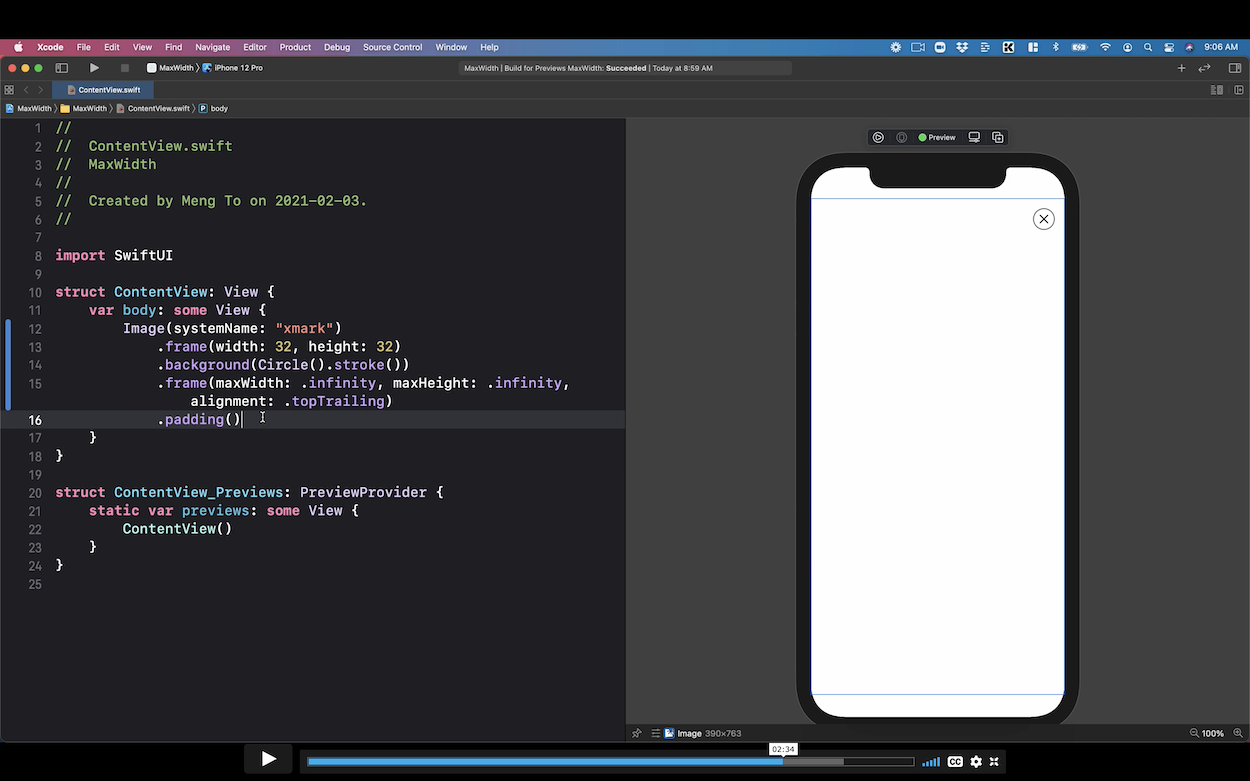 Xcode File Edit View Find Navigate Editor Product Debug Source Control Window Help 9:06 AM
MaxWidth 〉 iPhone 12 Pro MaxWidth | Build for Previews MaxWidth: Succeeded | Today at 8:59 AM
ContentView.swift
MaxWidth 〉 MaxWidth 〉 ContentView.swift 〉 P body
1 //
2 //  ContentView.swift
3 //  MaxWidth
4 //
5 //  Created by Meng To on 2021-02-03.
6 //
7
8 import SwiftUI
9
10 struct ContentView: View {
11     var body: some View {
12         Image(systemName: "xmark")
13             .frame(width: 32, height: 32)
14             .background(Circle().stroke())
15             .frame(maxWidth: .infinity, maxHeight: .infinity,
                alignment: .topTrailing)
16             .padding()
17     }
18 }
19
20 struct ContentView_Previews: PreviewProvider {
21     static var previews: some View {
22         ContentView()
23     }
24 }
25
Preview
Image 390×763 100%
02:34
CC